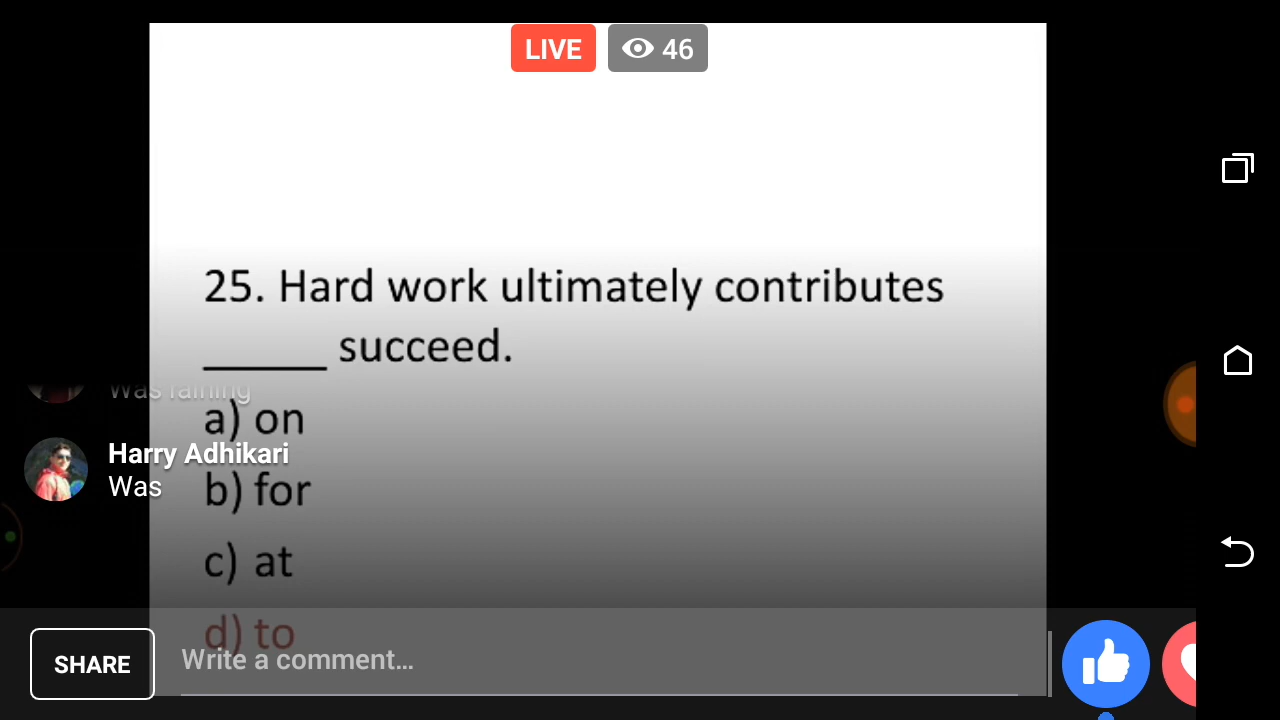 LIVE 46
25. Hard work ultimately contributes
______ succeed.
Was raining
a) on
Harry Adhikari
Was
b) for
c) at
d) to
SHARE
Write a comment...